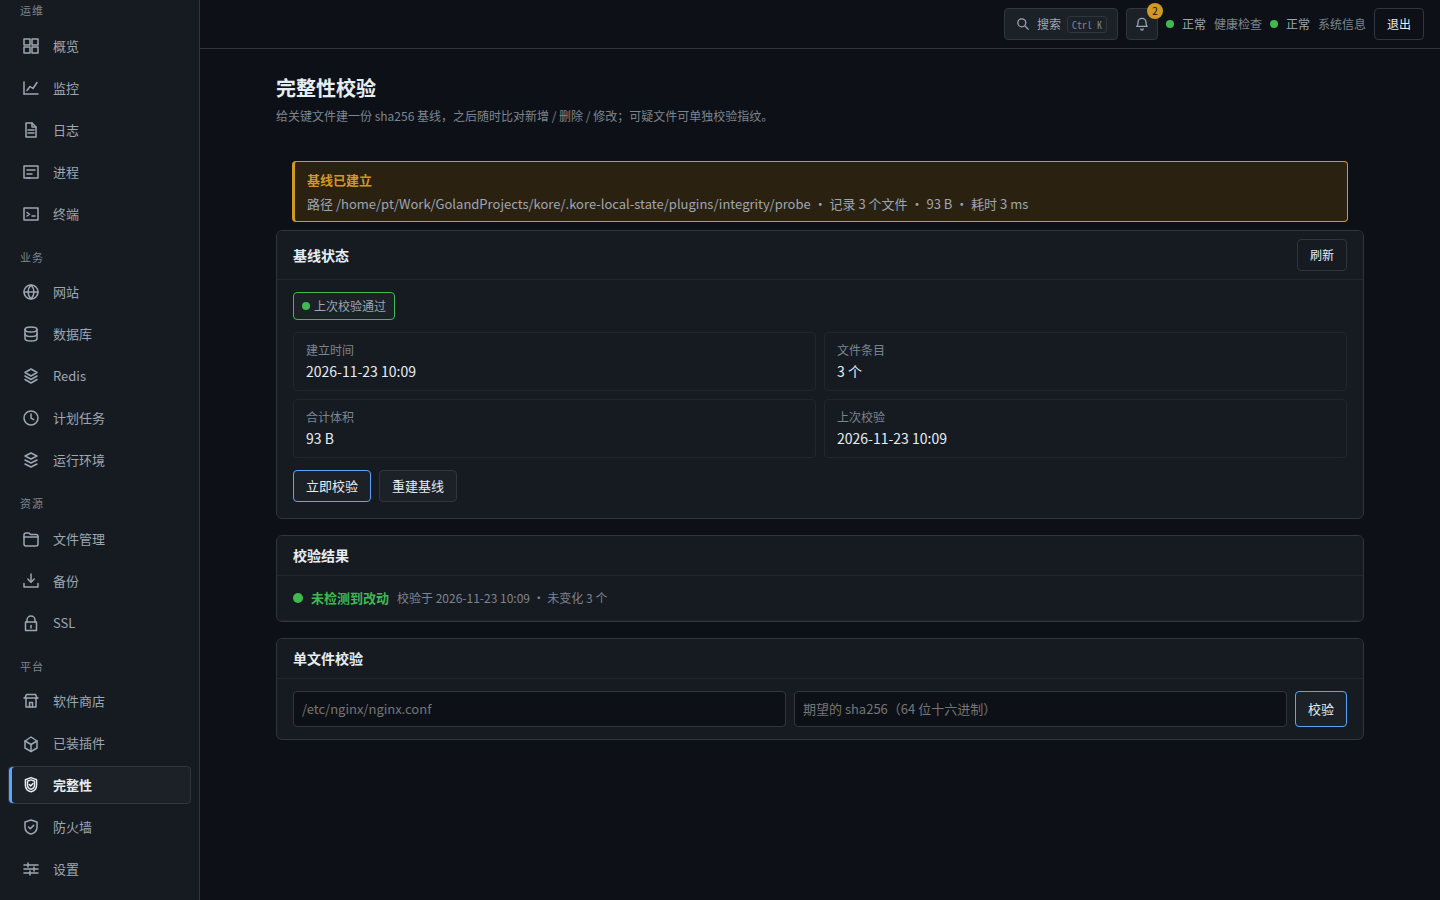 运维
概览
监控
日志
进程
终端
业务
网站
数据库
Redis
计划任务
运行环境
资源
文件管理
备份
SSL
平台
软件商店
已装插件
完整性
防火墙
设置
搜索 Ctrl K 2 正常 健康检查 正常 系统信息 退出
完整性校验
给关键文件建一份 sha256 基线，之后随时比对新增 / 删除 / 修改；可疑文件可单独校验指纹。
基线已建立
路径 /home/pt/Work/GolandProjects/kore/.kore-local-state/plugins/integrity/probe · 记录 3 个文件 · 93 B · 耗时 3 ms
基线状态 刷新
上次校验通过
建立时间 文件条目
2026-11-23 10:09 3 个
合计体积 上次校验
93 B 2026-11-23 10:09
立即校验 重建基线
校验结果
未检测到改动 校验于 2026-11-23 10:09 · 未变化 3 个
单文件校验
/etc/nginx/nginx.conf 期望的 sha256（64 位十六进制） 校验